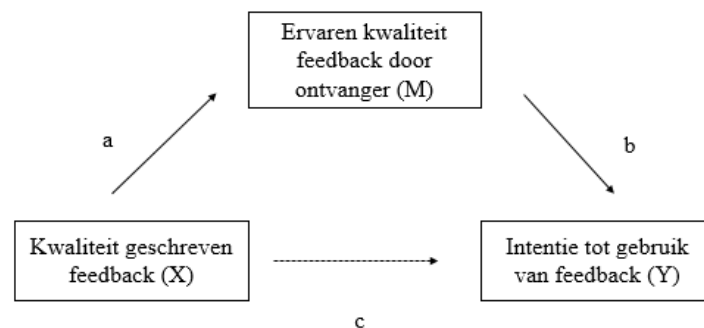 Ervaren kwaliteit
feedback door
ontvanger (M)
a
b
Kwaliteit geschreven
feedback (X)
Intentie tot gebruik
van feedback (Y)
c